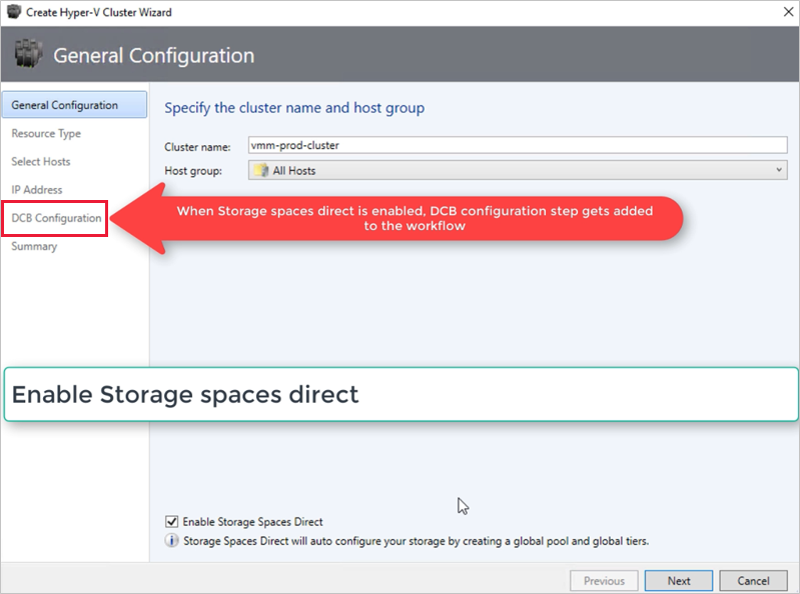 Create Hyper-V Cluster Wizard
General Configuration
General Configuration
Resource Type
Select Hosts
IP Address
DCB Configuration
Summary
Specify the cluster name and host group
Cluster name: vmm-prod-cluster
Host group: All Hosts
When Storage spaces direct is enabled, DCB configuration step gets added
to the workflow
Enable Storage spaces direct
Enable Storage Spaces Direct
Storage Spaces Direct will auto configure your storage by creating a global pool and global tiers.
Previous Next Cancel